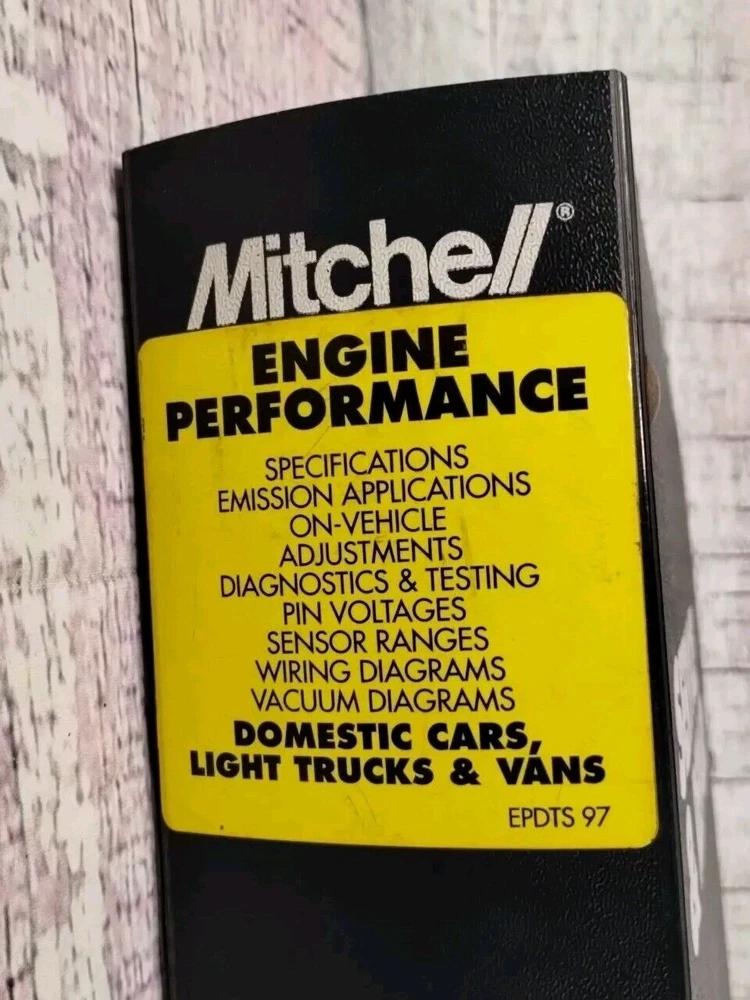 Mitchell®
ENGINE
PERFORMANCE
SPECIFICATIONS
EMISSION APPLICATIONS
ON-VEHICLE
ADJUSTMENTS
DIAGNOSTICS & TESTING
PIN VOLTAGES
SENSOR RANGES
WIRING DIAGRAMS
VACUUM DIAGRAMS
DOMESTIC CARS,
LIGHT TRUCKS & VANS
EPDTS 97